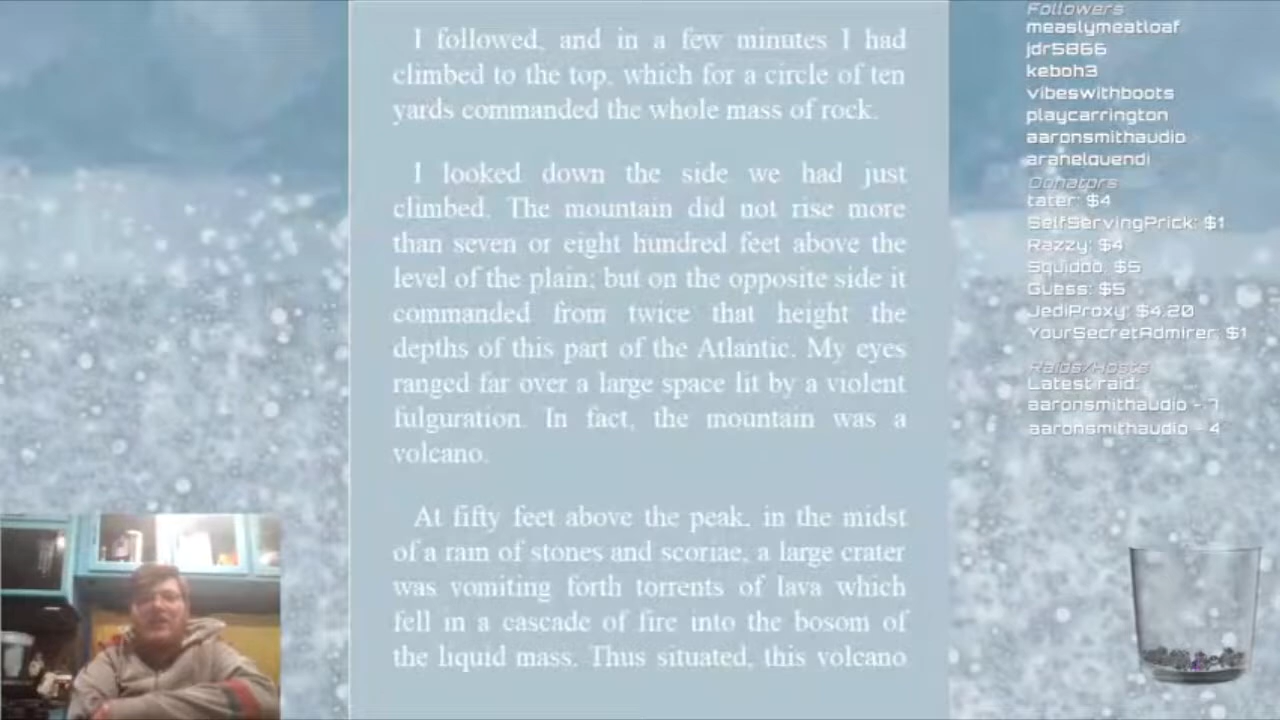 I followed, and in a few minutes I had
climbed to the top, which for a circle of ten
yards commanded the whole mass of rock.
I looked down the side we had just
climbed. The mountain did not rise more
than seven or eight hundred feet above the
level of the plain; but on the opposite side it
commanded from twice that height the
depths of this part of the Atlantic. My eyes
ranged far over a large space lit by a violent
fulguration. In fact, the mountain was a
volcano.
At fifty feet above the peak, in the midst
of a rain of stones and scoriae, a large crater
was vomiting forth torrents of lava which
fell in a cascade of fire into the bosom of
the liquid mass. Thus situated, this volcano
Followers
measlymeatloaf
jdr5866
keboh3
vibeswithboots
playcarrington
aaronsmithaudio
aranelquendi
Donators
tater: $4
SelfServingPrick: $1
Razzy: $4
Squidoo: $5
Guess: $5
JediProxy: $4.20
YourSecretAdmirer: $1
Raids/Hosts
Latest raid:
aaronsmithaudio - 7
aaronsmithaudio - 4